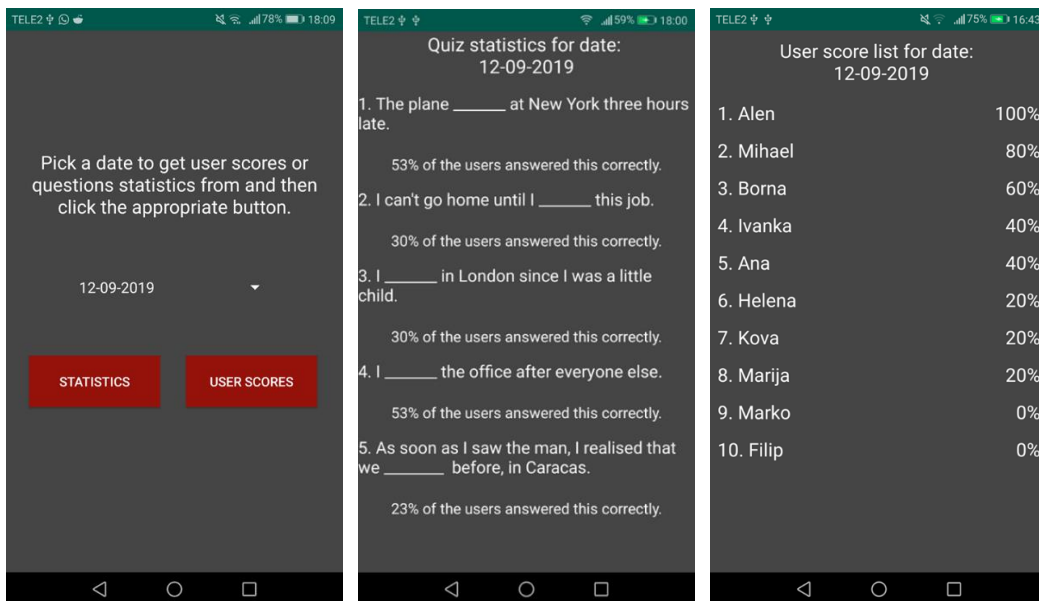 TELE2 78% 18:09
Pick a date to get user scores or
questions statistics from and then
click the appropriate button.
12-09-2019
STATISTICS USER SCORES
TELE2 59% 18:00
Quiz statistics for date:
12-09-2019
1. The plane ______ at New York three hours
late.
53% of the users answered this correctly.
2. I can't go home until I ______ this job.
30% of the users answered this correctly.
3. I ______ in London since I was a little
child.
30% of the users answered this correctly.
4. I ______ the office after everyone else.
53% of the users answered this correctly.
5. As soon as I saw the man, I realised that
we _______ before, in Caracas.
23% of the users answered this correctly.
TELE2 75% 16:43
User score list for date:
12-09-2019
1. Alen 100%
2. Mihael 80%
3. Borna 60%
4. Ivanka 40%
5. Ana 40%
6. Helena 20%
7. Kova 20%
8. Marija 20%
9. Marko 0%
10. Filip 0%